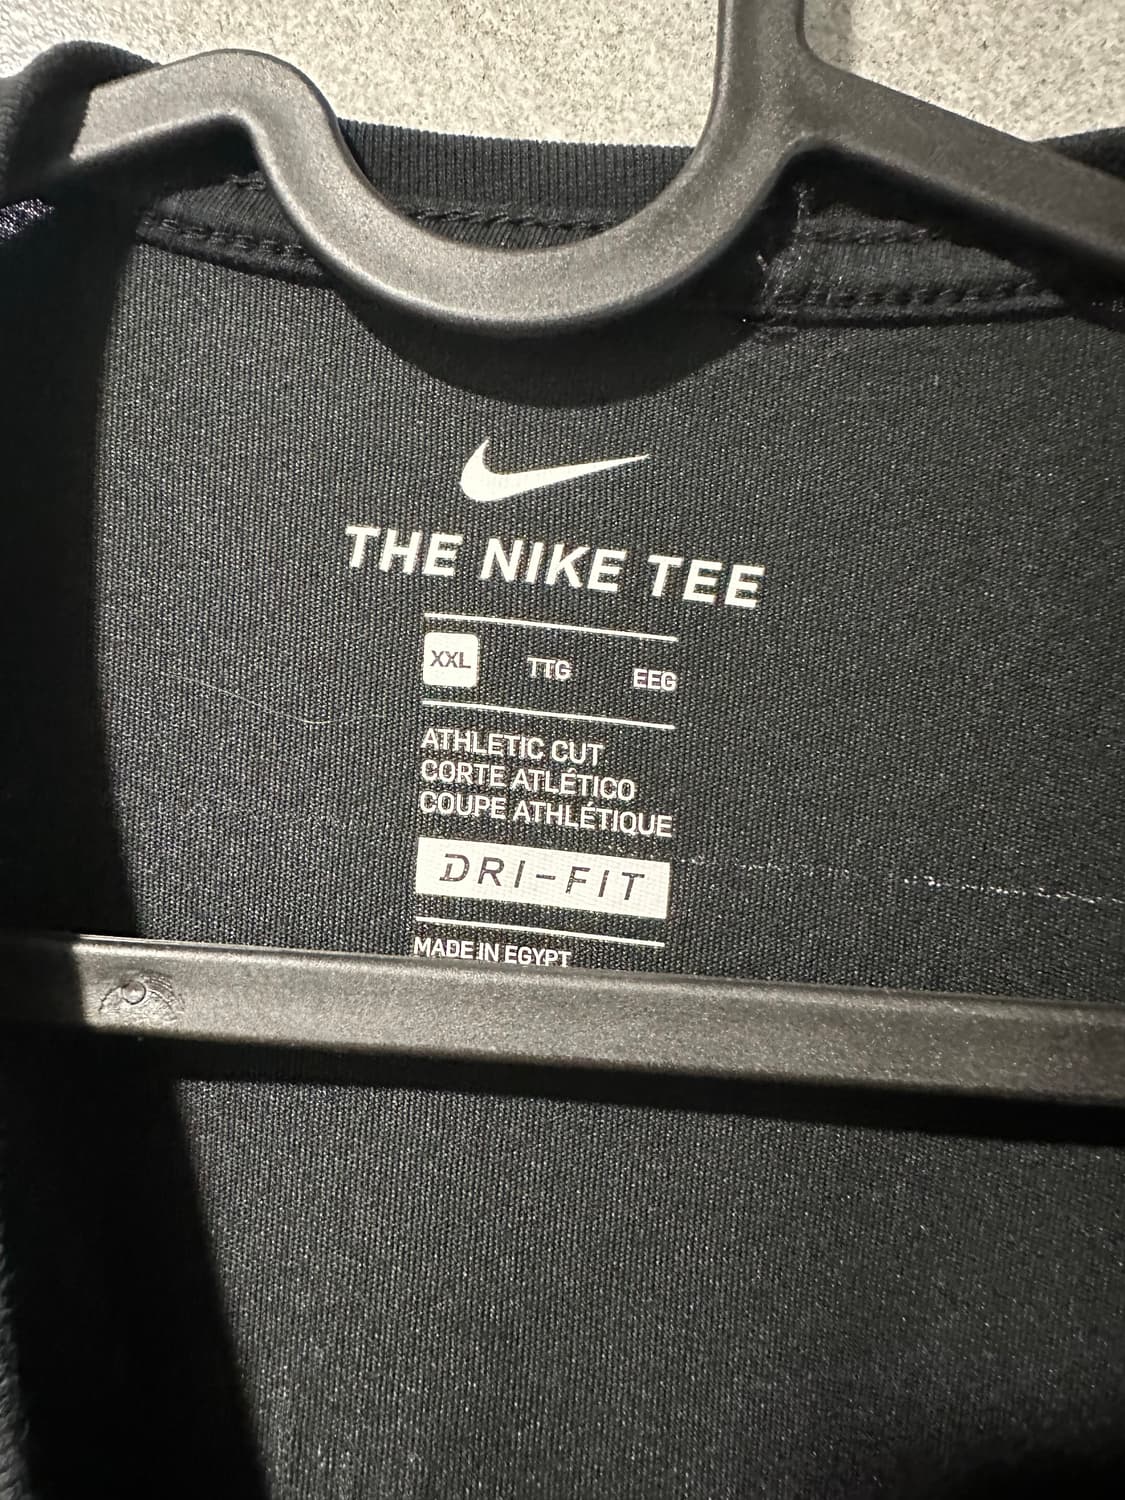 THE NIKE TEE
XXL TTG EEG
ATHLETIC CUT
CORTE ATLÉTICO
COUPE ATHLÉTIQUE
DRI-FIT
MADE IN EGYPT